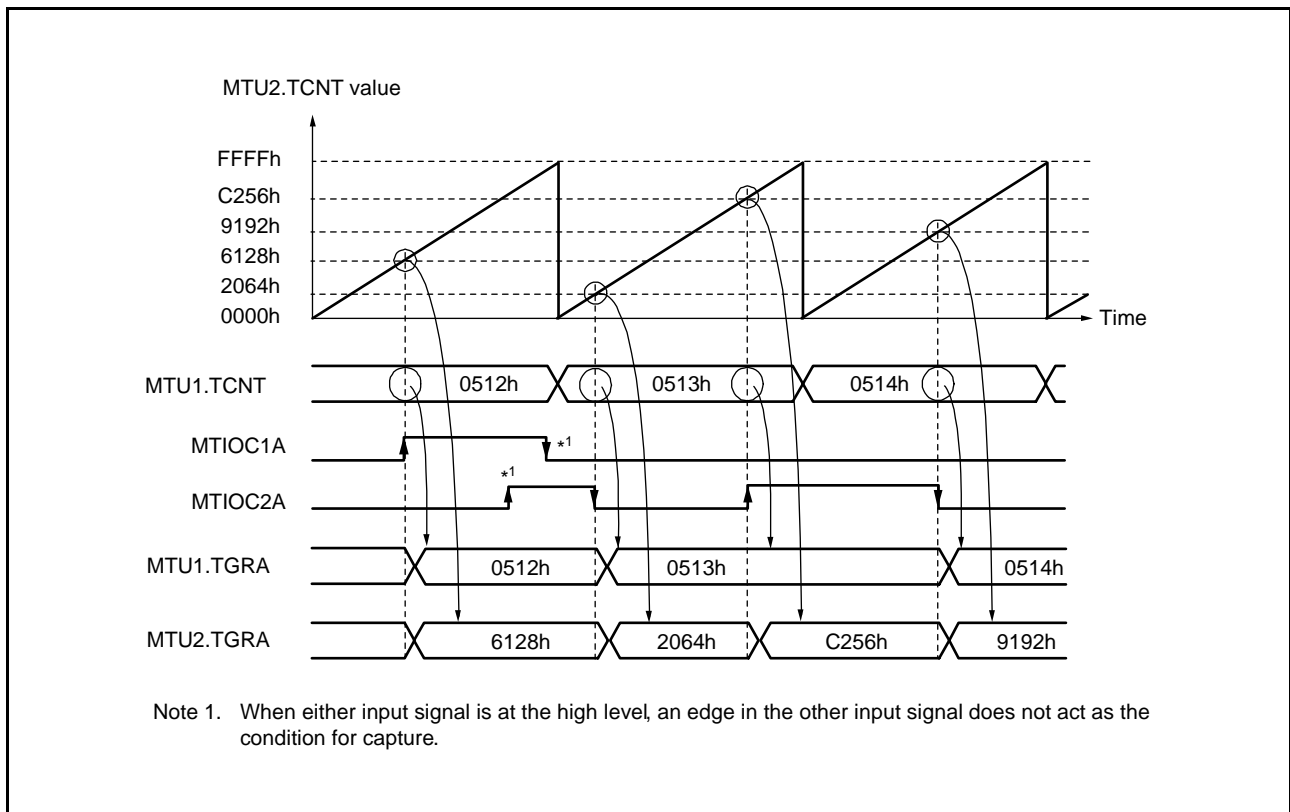 MTU2.TCNT value
FFFFh
C256h
9192h
6128h
2064h
0000h
Time
MTU1.TCNT 0512h 0513h 0514h
MTIOC1A *1
MTIOC2A *1
MTU1.TGRA 0512h 0513h 0514h
MTU2.TGRA 6128h 2064h C256h 9192h
Note 1. When either input signal is at the high level, an edge in the other input signal does not act as the
condition for capture.